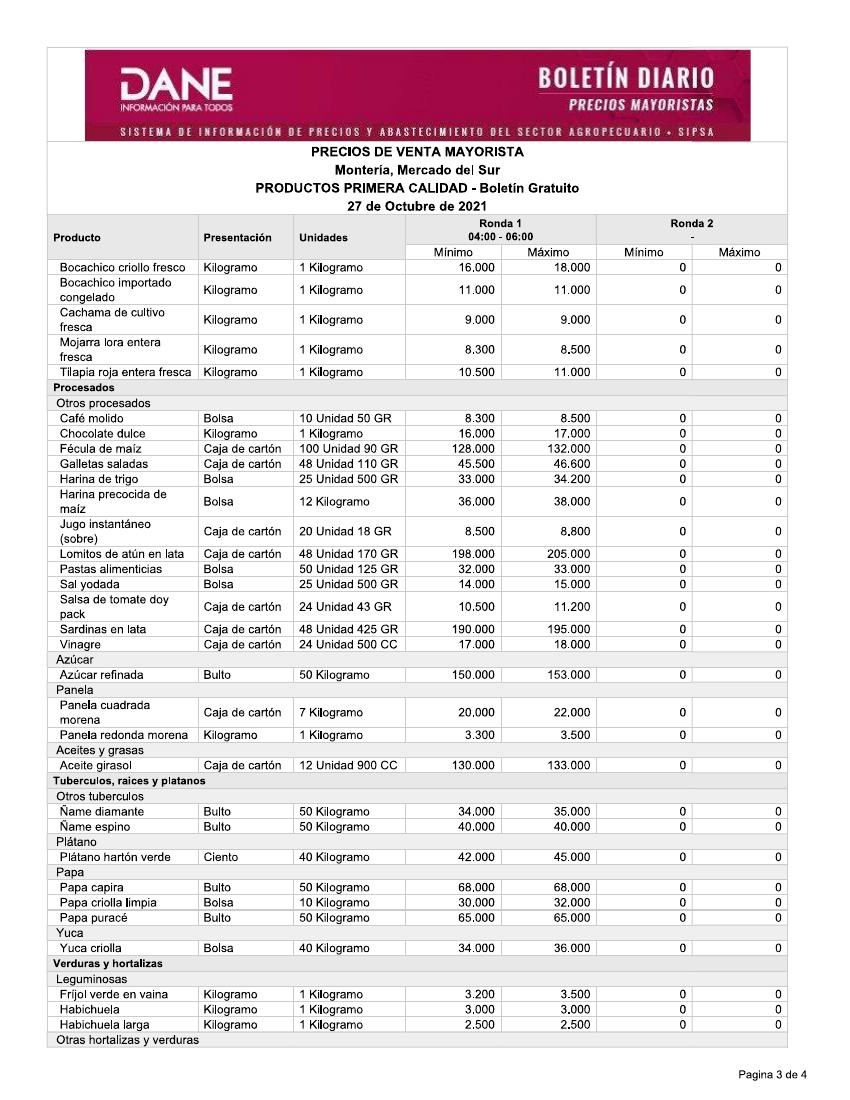 DANE
INFORMACIÓN PARA TODOS
BOLETÍN DIARIO
PRECIOS MAYORISTAS
SISTEMA DE INFORMACIÓN DE PRECIOS Y ABASTECIMIENTO DEL SECTOR AGROPECUARIO • SIPSA
PRECIOS DE VENTA MAYORISTA
Montería, Mercado del Sur
PRODUCTOS PRIMERA CALIDAD - Boletín Gratuito
27 de Octubre de 2021
Producto Presentación Unidades Ronda 1 04:00 - 06:00 Ronda 2 -
Mínimo Máximo Mínimo Máximo
Bocachico criollo fresco Kilogramo 1 Kilogramo 16.000 18.000 0 0
Bocachico importado
congelado Kilogramo 1 Kilogramo 11.000 11.000 0 0
Cachama de cultivo
fresca Kilogramo 1 Kilogramo 9.000 9.000 0 0
Mojarra lora entera
fresca Kilogramo 1 Kilogramo 8.300 8.500 0 0
Tilapia roja entera fresca Kilogramo 1 Kilogramo 10.500 11.000 0 0
Procesados
Otros procesados
Café molido Bolsa 10 Unidad 50 GR 8.300 8.500 0 0
Chocolate dulce Kilogramo 1 Kilogramo 16.000 17.000 0 0
Fécula de maíz Caja de cartón 100 Unidad 90 GR 128.000 132.000 0 0
Galletas saladas Caja de cartón 48 Unidad 110 GR 45.500 46.600 0 0
Harina de trigo Bolsa 25 Unidad 500 GR 33.000 34.200 0 0
Harina precocida de
maíz Bolsa 12 Kilogramo 36.000 38.000 0 0
Jugo instantáneo
(sobre) Caja de cartón 20 Unidad 18 GR 8.500 8.800 0 0
Lomitos de atún en lata Caja de cartón 48 Unidad 170 GR 198.000 205.000 0 0
Pastas alimenticias Bolsa 50 Unidad 125 GR 32.000 33.000 0 0
Sal yodada Bolsa 25 Unidad 500 GR 14.000 15.000 0 0
Salsa de tomate doy
pack Caja de cartón 24 Unidad 43 GR 10.500 11.200 0 0
Sardinas en lata Caja de cartón 48 Unidad 425 GR 190.000 195.000 0 0
Vinagre Caja de cartón 24 Unidad 500 CC 17.000 18.000 0 0
Azúcar
Azúcar refinada Bulto 50 Kilogramo 150.000 153.000 0 0
Panela
Panela cuadrada
morena Caja de cartón 7 Kilogramo 20.000 22.000 0 0
Panela redonda morena Kilogramo 1 Kilogramo 3.300 3.500 0 0
Aceites y grasas
Aceite girasol Caja de cartón 12 Unidad 900 CC 130.000 133.000 0 0
Tuberculos, raices y platanos
Otros tuberculos
Ñame diamante Bulto 50 Kilogramo 34.000 35.000 0 0
Ñame espino Bulto 50 Kilogramo 40.000 40.000 0 0
Plátano
Plátano hartón verde Ciento 40 Kilogramo 42.000 45.000 0 0
Papa
Papa capira Bulto 50 Kilogramo 68.000 68.000 0 0
Papa criolla limpia Bolsa 10 Kilogramo 30.000 32.000 0 0
Papa puracé Bulto 50 Kilogramo 65.000 65.000 0 0
Yuca
Yuca criolla Bolsa 40 Kilogramo 34.000 36.000 0 0
Verduras y hortalizas
Leguminosas
Fríjol verde en vaina Kilogramo 1 Kilogramo 3.200 3.500 0 0
Habichuela Kilogramo 1 Kilogramo 3.000 3.000 0 0
Habichuela larga Kilogramo 1 Kilogramo 2.500 2.500 0 0
Otras hortalizas y verduras
Pagina 3 de 4